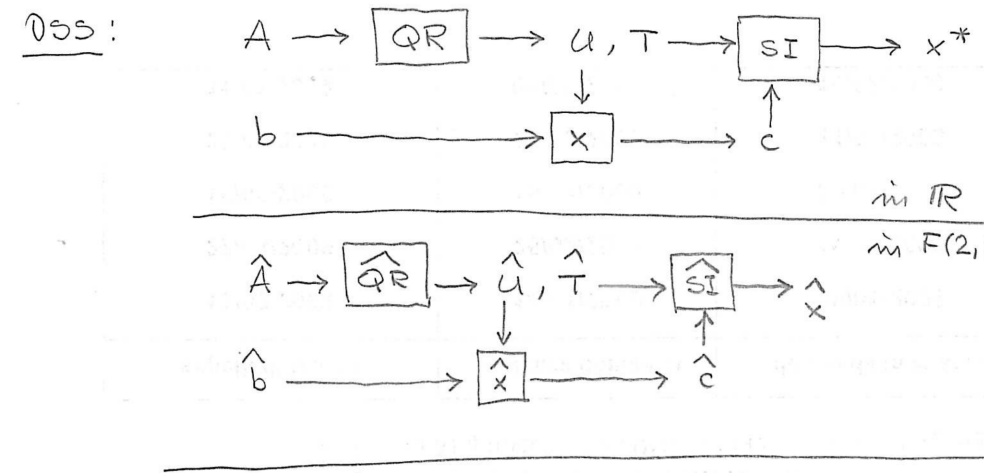 OSS:
A → QR → U, T → SI → x*
↓ ↑
b → x → c
in ℝ
in F(2,
Â → Q̂R̂ → Û, T̂ → ŜI → x̂
↓ ↑
b̂ → x̂ → ĉ